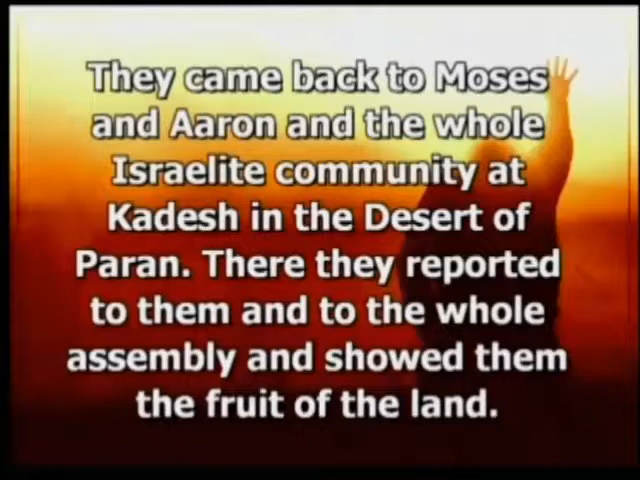 They came back to Moses
and Aaron and the whole
Israelite community at
Kadesh in the Desert of
Paran. There they reported
to them and to the whole
assembly and showed them
the fruit of the land.